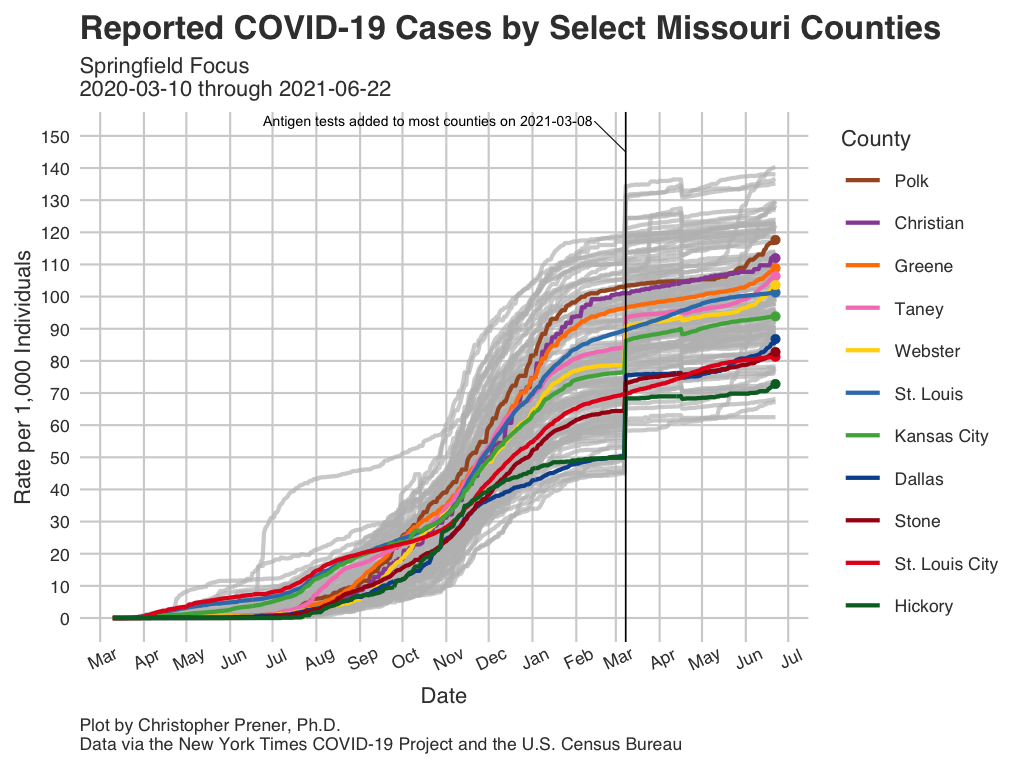 Reported COVID-19 Cases by Select Missouri Counties
Springfield Focus
2020-03-10 through 2021-06-22
Antigen tests added to most counties on 2021-03-08
150
140
130
120
110
100
90
80
70
60
50
40
30
20
10
0
Rate per 1,000 Individuals
Mar Apr May Jun Jul Aug Sep Oct Nov Dec Jan Feb Mar Apr May Jun Jul
Date
County
Polk
Christian
Greene
Taney
Webster
St. Louis
Kansas City
Dallas
Stone
St. Louis City
Hickory
Plot by Christopher Prener, Ph.D.
Data via the New York Times COVID-19 Project and the U.S. Census Bureau